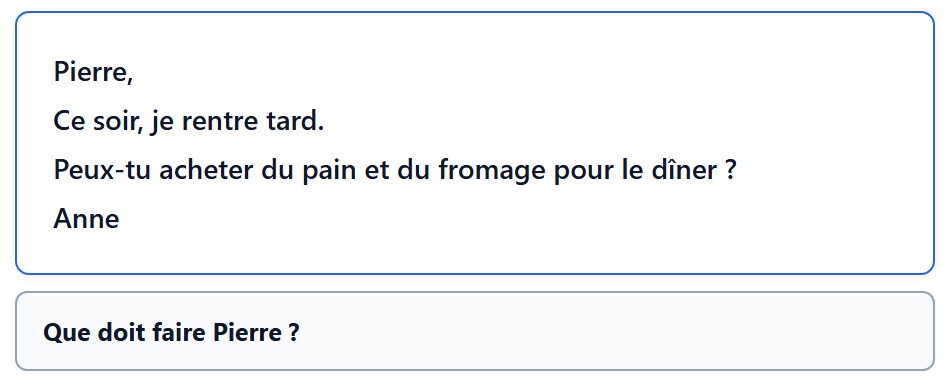 Pierre,
Ce soir, je rentre tard.
Peux-tu acheter du pain et du fromage pour le dîner ?
Anne
Que doit faire Pierre ?